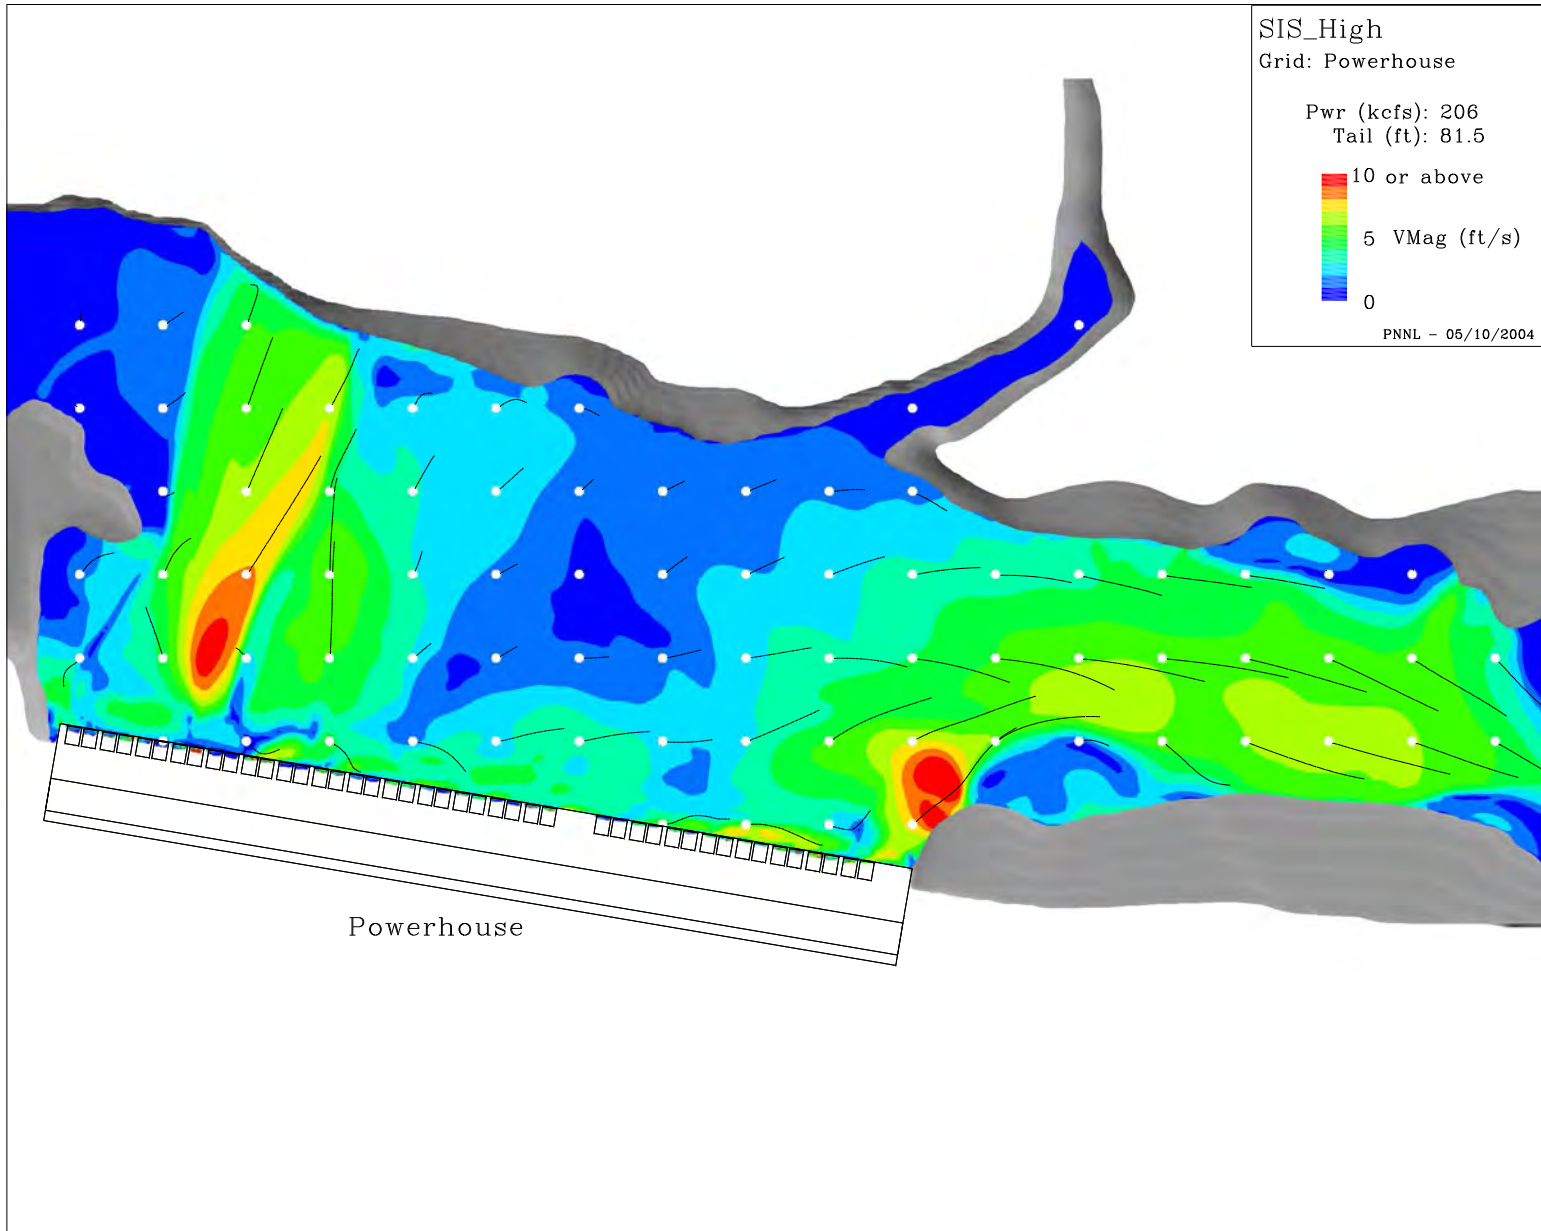 SIS_High
Grid: Powerhouse
Pwr (kcfs): 206
Tail (ft): 81.5
10 or above
5 VMag (ft/s)
0
PNNL - 05/10/2004
Powerhouse